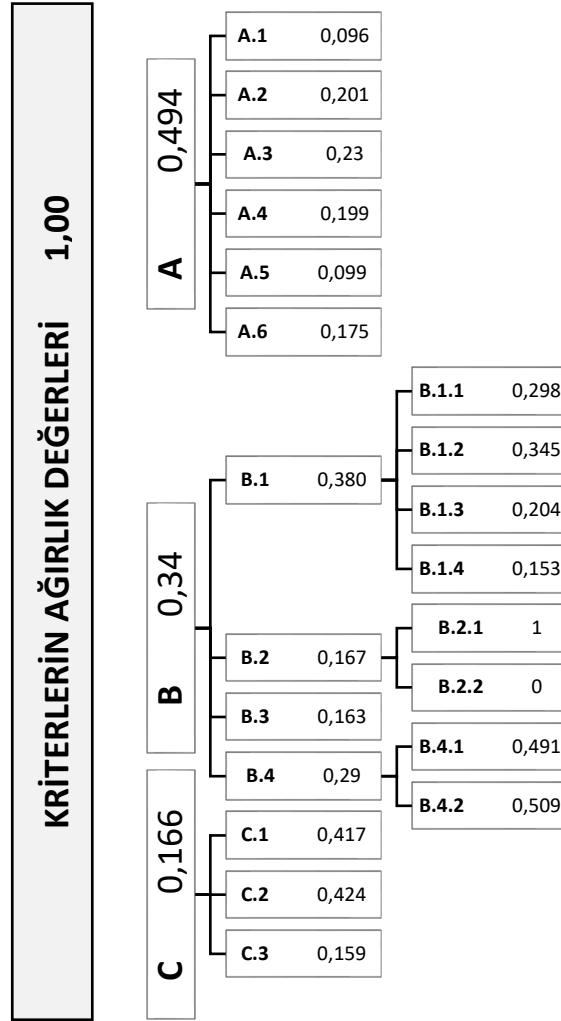 KRİTERLERİN AĞIRLIK DEĞERLERİ 1,00
A 0,494
A.1 0,096
A.2 0,201
A.3 0,23
A.4 0,199
A.5 0,099
A.6 0,175
B 0,34
B.1 0,380
B.1.1 0,298
B.1.2 0,345
B.1.3 0,204
B.1.4 0,153
B.2 0,167
B.2.1 1
B.2.2 0
B.3 0,163
B.4 0,29
B.4.1 0,491
B.4.2 0,509
C 0,166
C.1 0,417
C.2 0,424
C.3 0,159